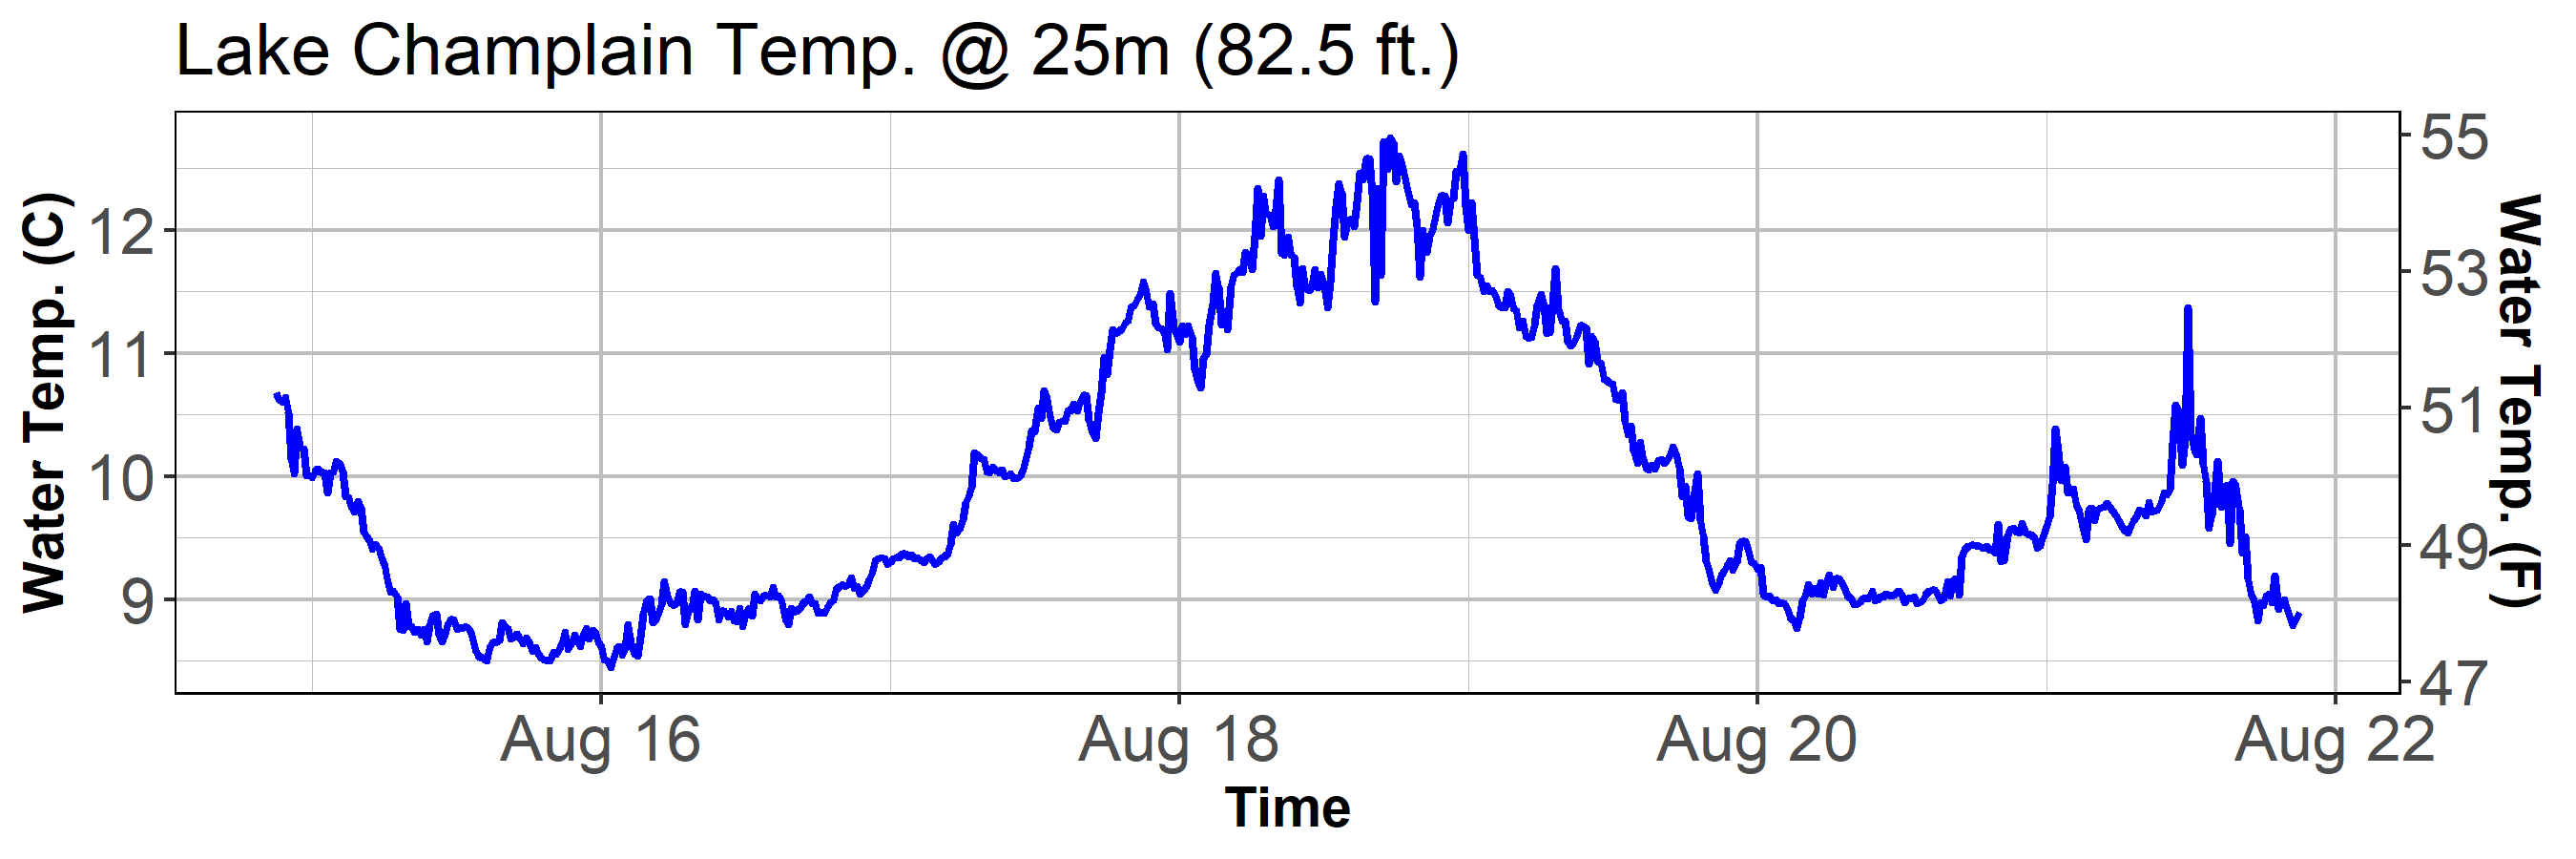 Lake Champlain Temp. @ 25m (82.5 ft.)
Water Temp. (C)
12
11
10
9
55
53
51
49
47
Water Temp. (F)
Aug 16 Aug 18 Aug 20 Aug 22
Time